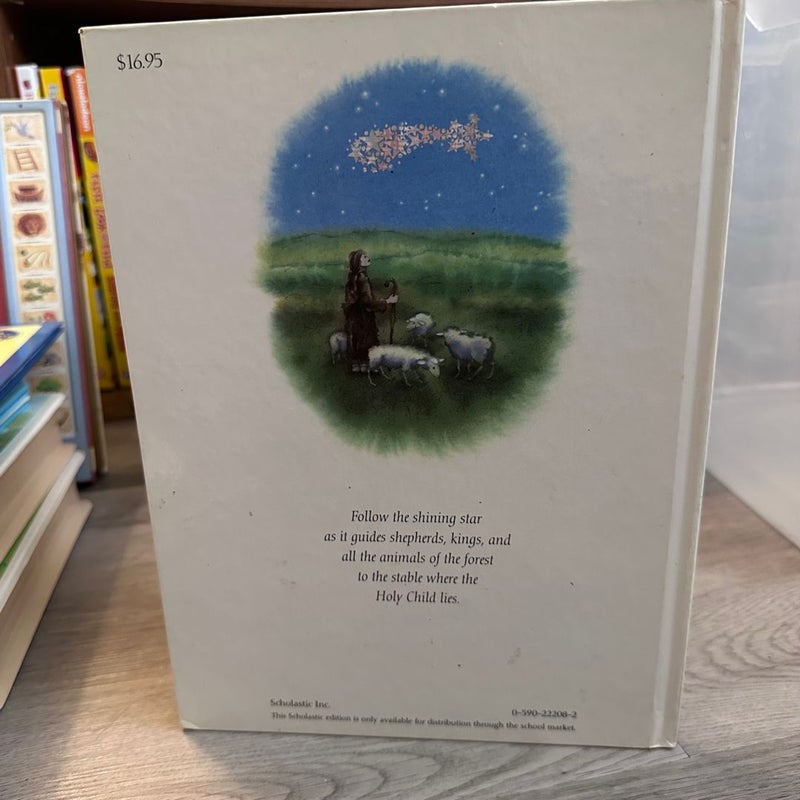 $16.95
Follow the shining star
as it guides shepherds, kings, and
all the animals of the forest
to the stable where the
Holy Child lies.
Scholastic Inc.
0-590-22208-2
This Scholastic edition is only available for distribution through the school market.